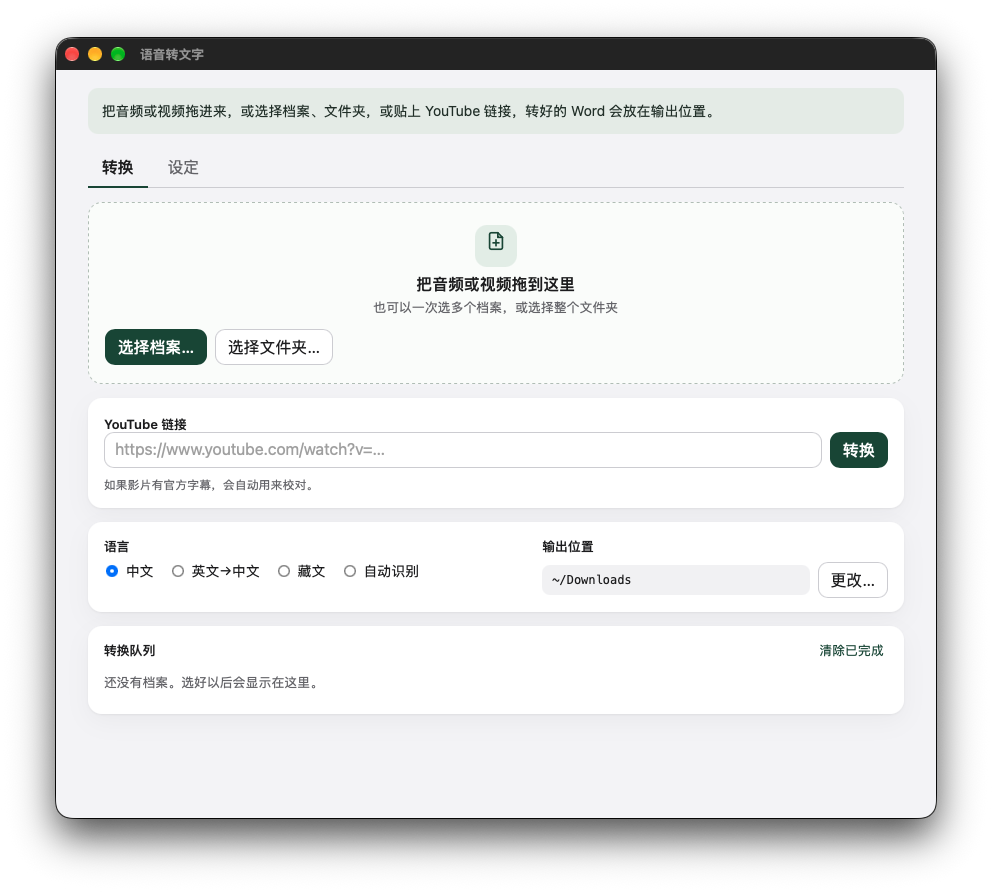 语音转文字
把音频或视频拖进来，或选择档案、文件夹，或贴上 YouTube 链接，转好的 Word 会放在输出位置。
转换 设定
把音频或视频拖到这里
也可以一次选多个档案，或选择整个文件夹
选择档案... 选择文件夹...
YouTube 链接
https://www.youtube.com/watch?v=... 转换
如果影片有官方字幕，会自动用来校对。
语言 输出位置
中文 英文→中文 藏文 自动识别
~/Downloads 更改...
转换队列 清除已完成
还没有档案。选好以后会显示在这里。